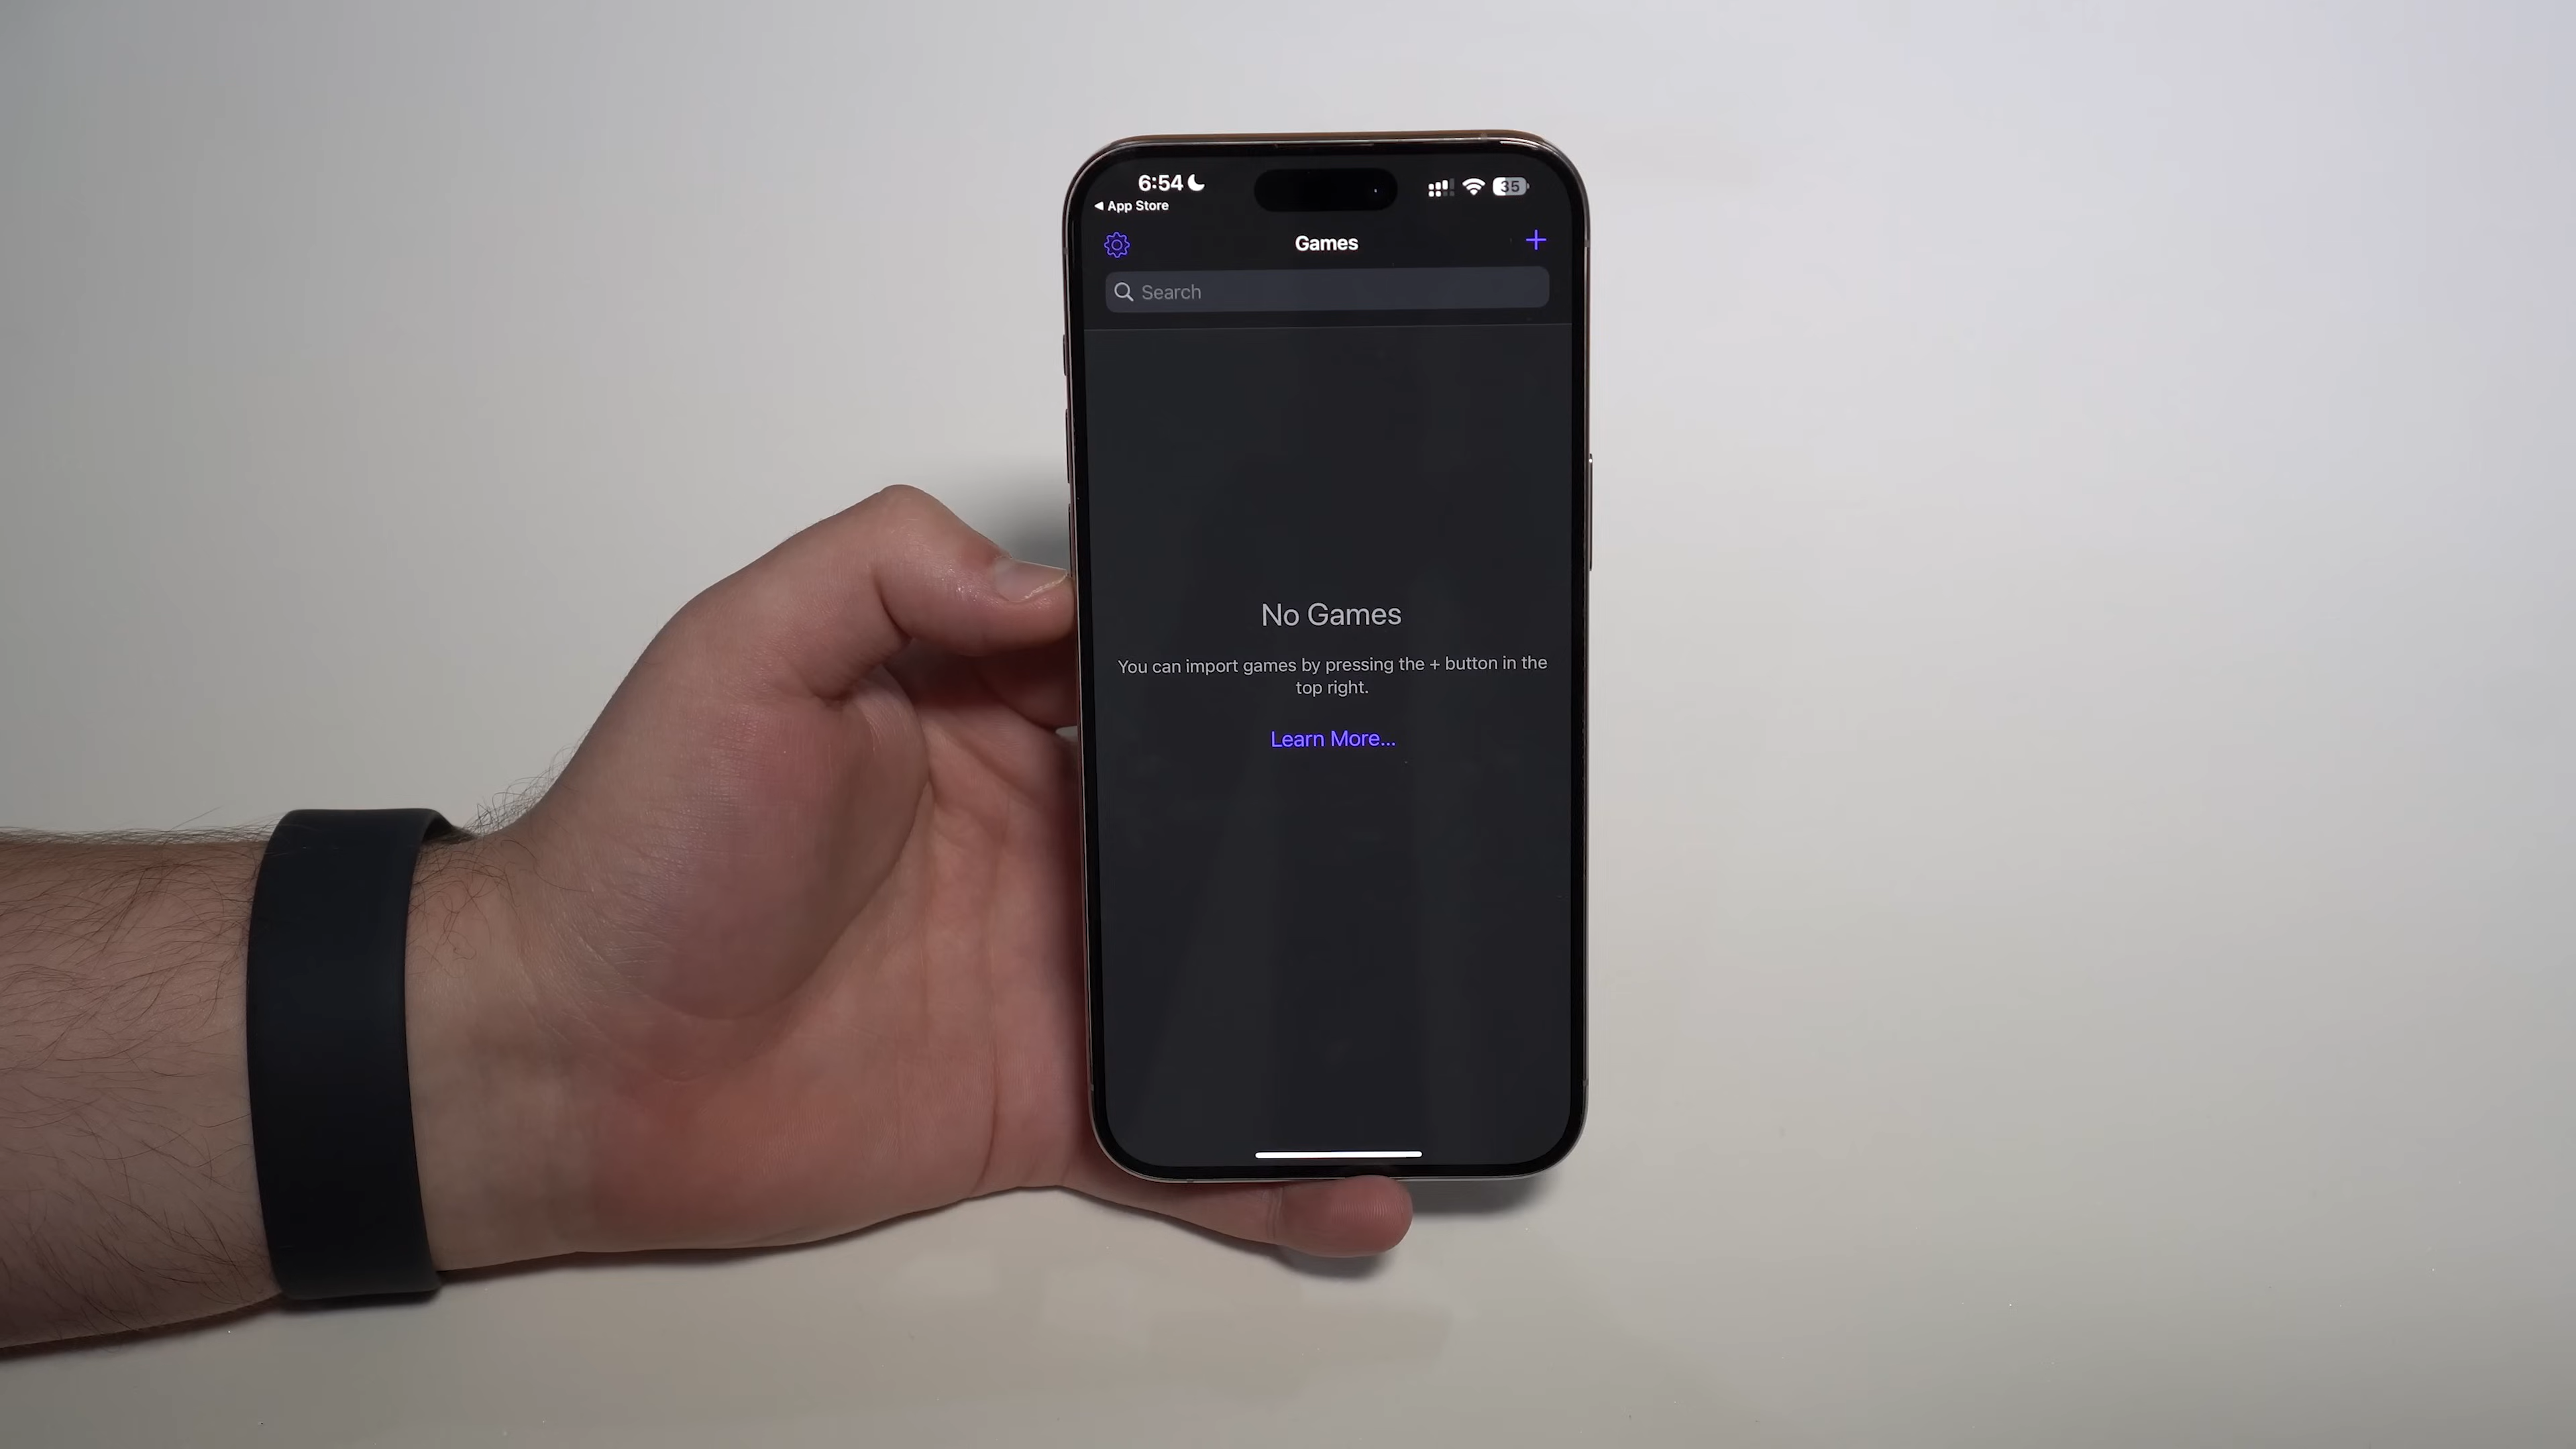 6:54
35
App Store
Games
Search
No Games
You can import games by pressing the + button in the
top right.
Learn More...